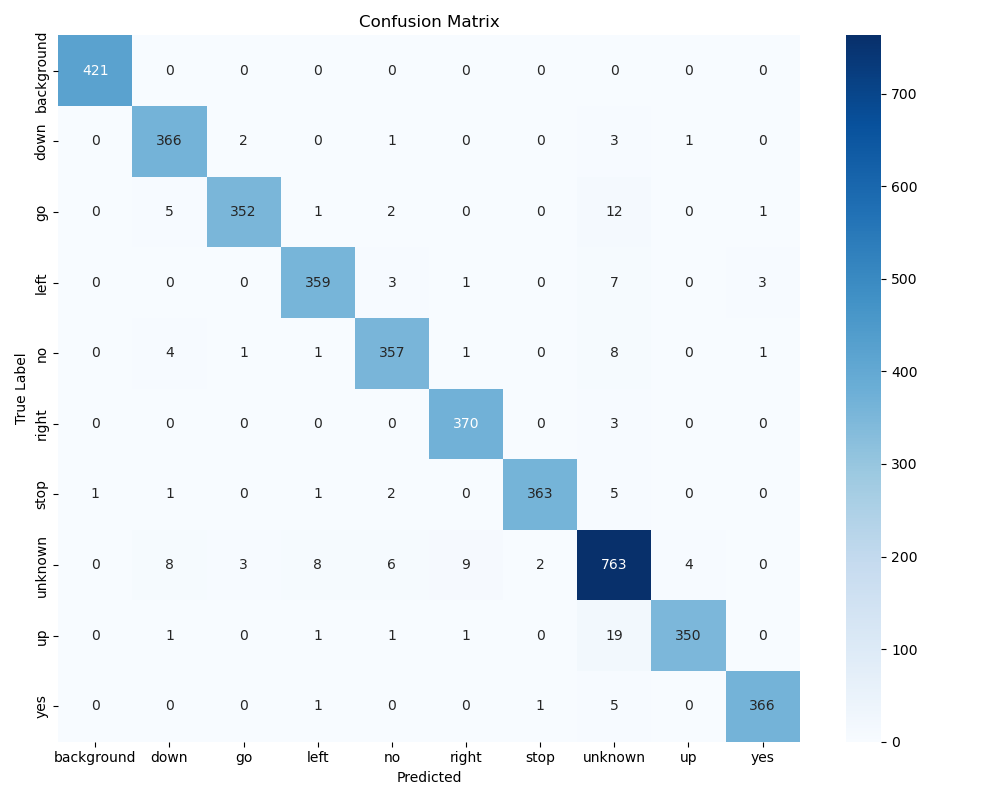 Confusion Matrix
background 421 0 0 0 0 0 0 0 0 0
down 0 366 2 0 1 0 0 3 1 0
go 0 5 352 1 2 0 0 12 0 1
left 0 0 0 359 3 1 0 7 0 3
no 0 4 1 1 357 1 0 8 0 1
right 0 0 0 0 0 370 0 3 0 0
stop 1 1 0 1 2 0 363 5 0 0
unknown 0 8 3 8 6 9 2 763 4 0
up 0 1 0 1 1 1 0 19 350 0
yes 0 0 0 1 0 0 1 5 0 366
background down go left no right stop unknown up yes
Predicted
True Label
700
600
500
400
300
200
100
0